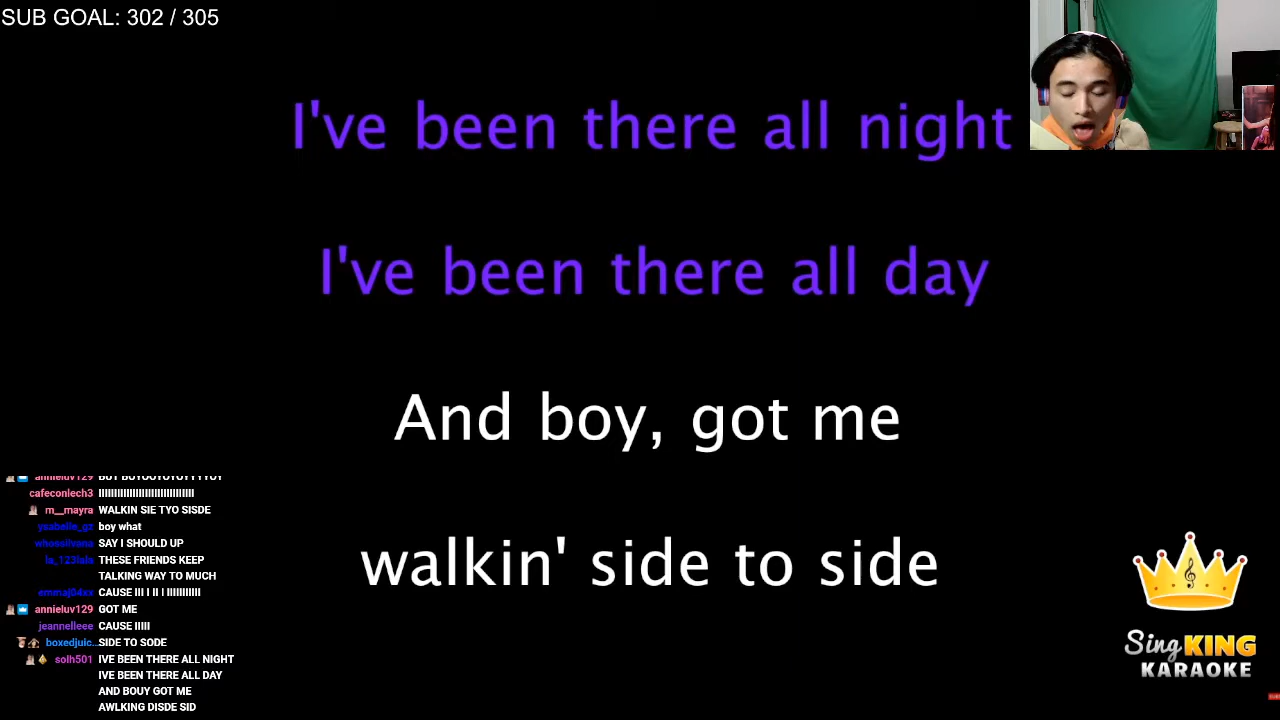 SUB GOAL: 302 / 305
I've been there all night
I've been there all day
And boy, got me
walkin' side to side
annieluv129
cafeconlech3 IIIIIIIIIIIIIIIIIIIIIIIIIIIIIII
m__mayra WALKIN SIE TYO SISDE
ysabelle_gz boy what
whossilvana SAY I SHOULD UP
la_123lala THESE FRIENDS KEEP
TALKING WAY TO MUCH
emmaj04xx CAUSE III I II I IIIIIIIIIII
annieluv129 GOT ME
jeannelleee CAUSE IIIII
boxedjuic... SIDE TO SODE
solh501 IVE BEEN THERE ALL NIGHT
IVE BEEN THERE ALL DAY
AND BOUY GOT ME
AWLKING DISDE SID
Sing KING
KARAOKE